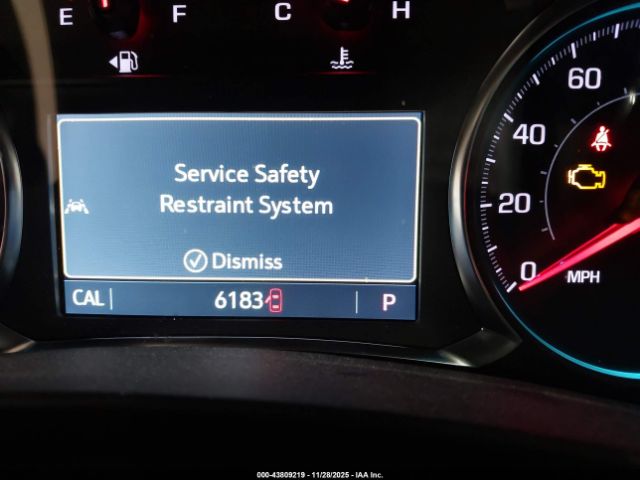 E F C H
Service Safety
Restraint System
Dismiss
CAL 6183 P
60
40
20
0 MPH
000-43809219 - 11/28/2025 - IAA Inc.